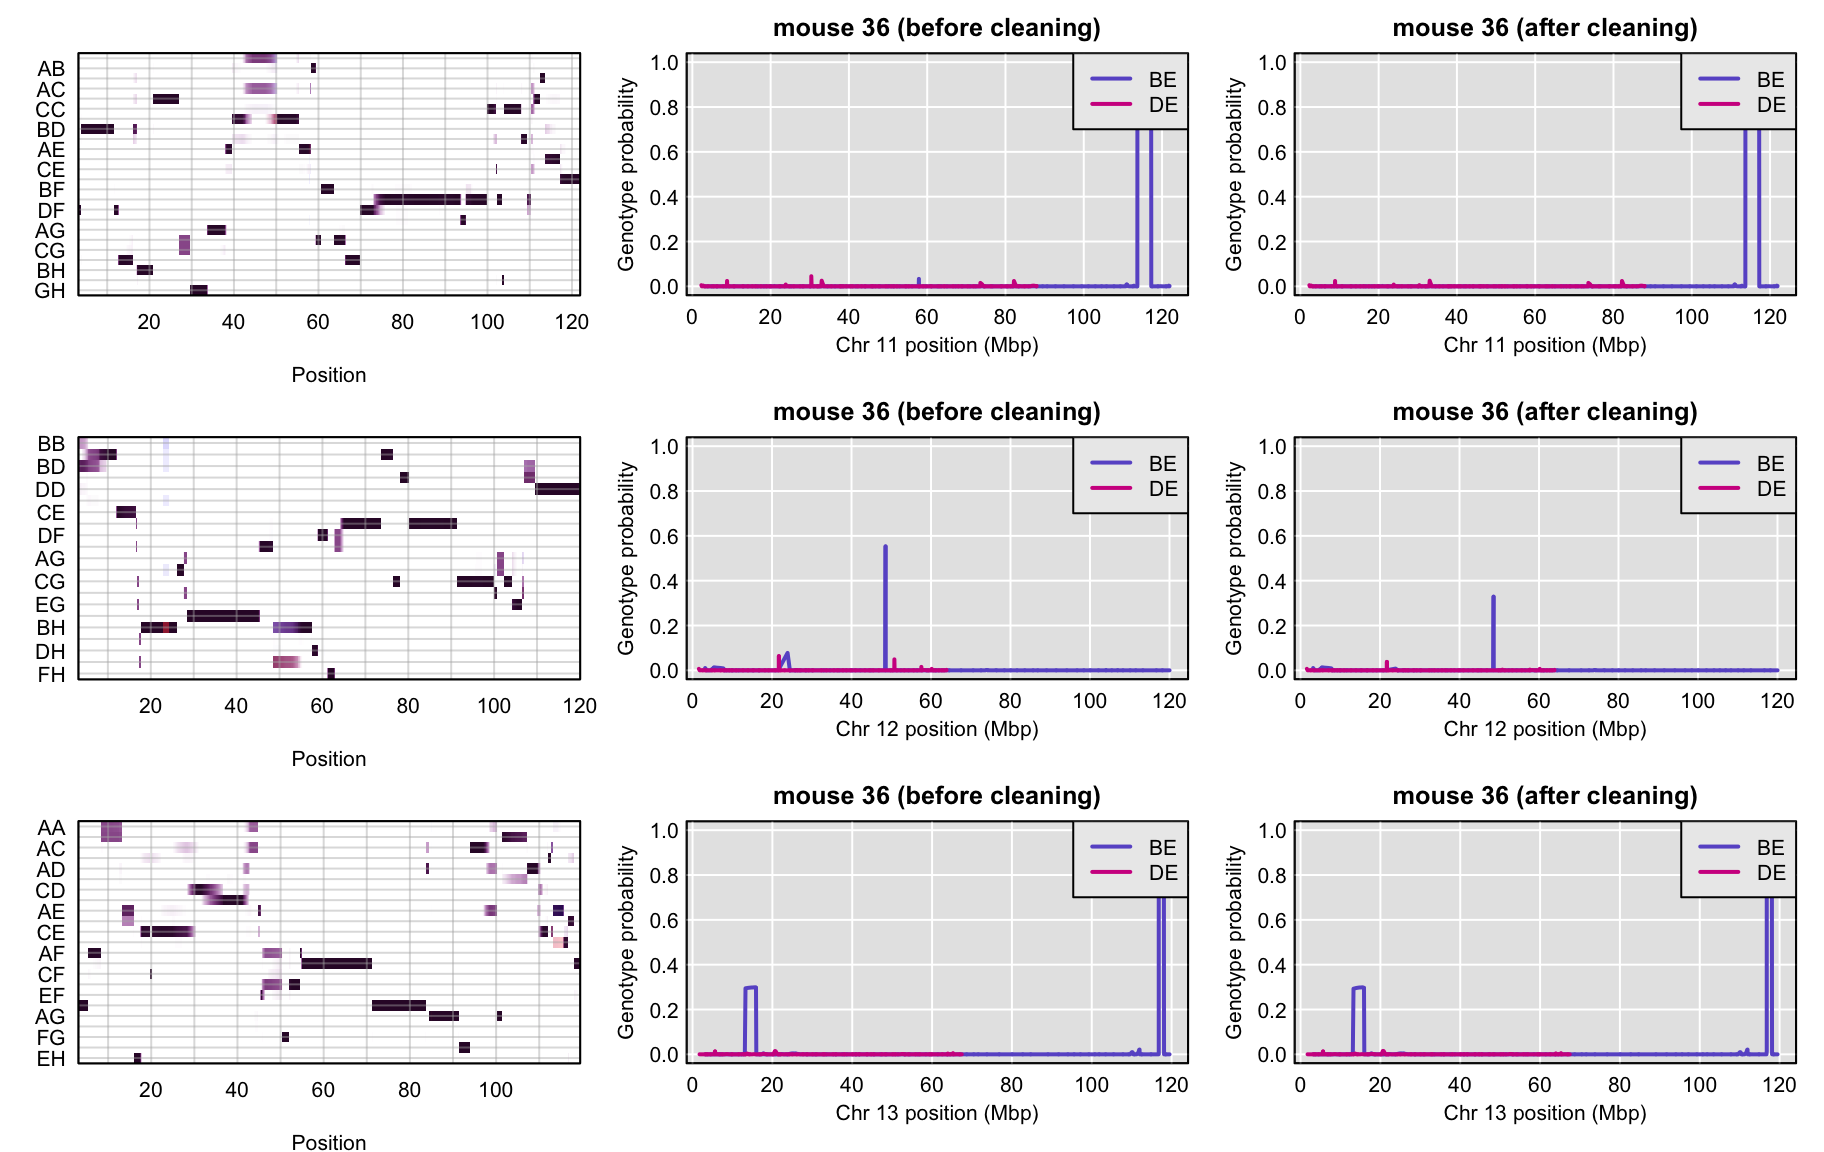 mouse 36 (before cleaning)
mouse 36 (after cleaning)
AB
AC
CC
BD
AE
CE
BF
DF
AG
CG
BH
GH
20 40 60 80 100 120
Position
Genotype probability
1.0
0.8
0.6
0.4
0.2
0.0
BE
DE
0 20 40 60 80 100 120
Chr 11 position (Mbp)
Genotype probability
1.0
0.8
0.6
0.4
0.2
0.0
BE
DE
0 20 40 60 80 100 120
Chr 11 position (Mbp)
mouse 36 (before cleaning)
mouse 36 (after cleaning)
BB
BD
DD
CE
DF
AG
CG
EG
BH
DH
FH
20 40 60 80 100 120
Position
Genotype probability
1.0
0.8
0.6
0.4
0.2
0.0
BE
DE
0 20 40 60 80 100 120
Chr 12 position (Mbp)
Genotype probability
1.0
0.8
0.6
0.4
0.2
0.0
BE
DE
0 20 40 60 80 100 120
Chr 12 position (Mbp)
mouse 36 (before cleaning)
mouse 36 (after cleaning)
AA
AC
AD
CD
AE
CE
AF
CF
EF
AG
FG
EH
20 40 60 80 100
Position
Genotype probability
1.0
0.8
0.6
0.4
0.2
0.0
BE
DE
0 20 40 60 80 100 120
Chr 13 position (Mbp)
Genotype probability
1.0
0.8
0.6
0.4
0.2
0.0
BE
DE
0 20 40 60 80 100 120
Chr 13 position (Mbp)